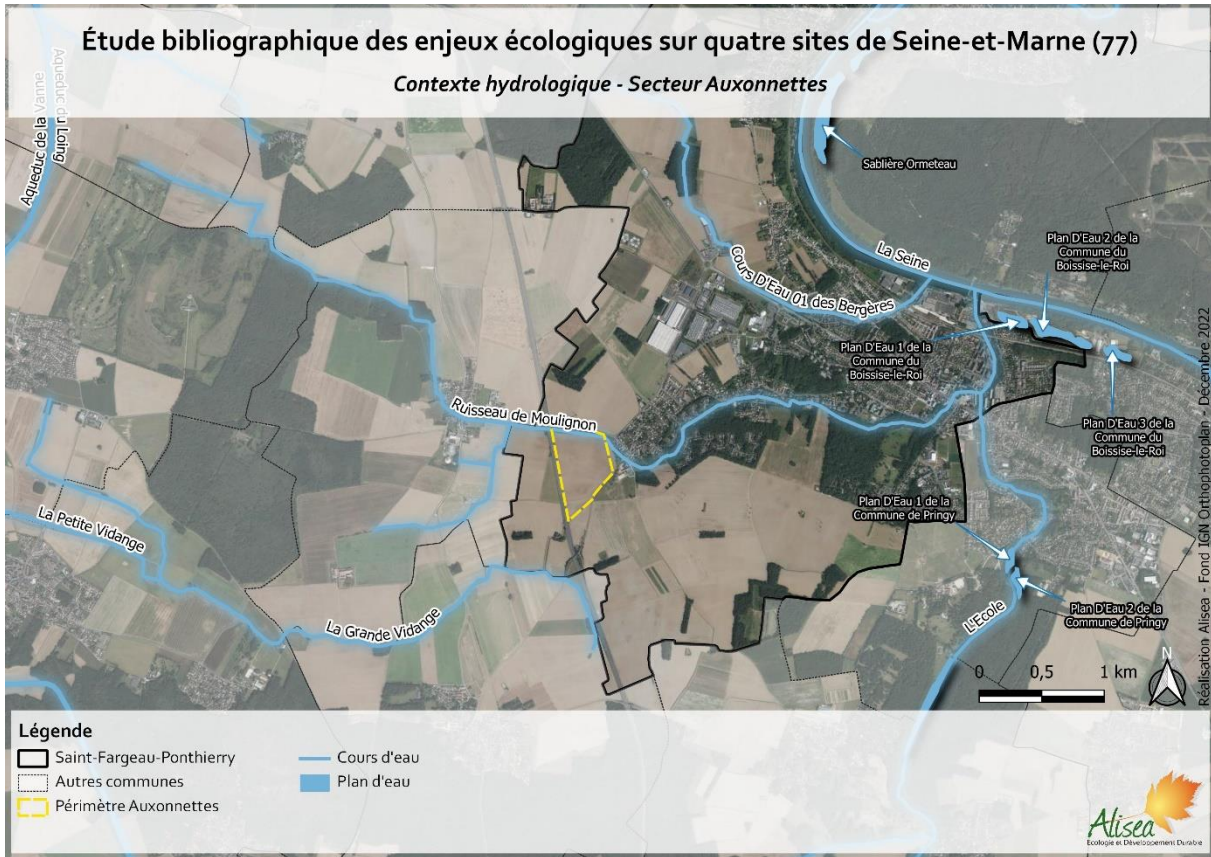 Étude bibliographique des enjeux écologiques sur quatre sites de Seine-et-Marne (77)
Contexte hydrologique - Secteur Auxonnettes
Aqueduc de la Vanne
Aqueduc du Loing
Sablière Ormeteau
La Seine
Plan D'Eau 2 de la
Commune du
Boissise-le-Roi
Cours D'Eau 01 des Bergères
Plan D'Eau 1 de la
Commune du
Boissise-le-Roi
Plan D'Eau 3 de la
Commune du
Boissise-le-Roi
Ruisseau de Moulignon
La Petite Vidange
La Grande Vidange
Plan D'Eau 1 de la
Commune de Pringy
Plan D'Eau 2 de la
Commune de Pringy
L'Ecole
0 0,5 1 km
N
Réalisation Alisea - Fond IGN Orthophotoplan - Decembre 2022
Légende
Saint-Fargeau-Ponthierry
Autres communes
Périmètre Auxonnettes
Cours d'eau
Plan d'eau
Alisea
Ecologie et Développement Durable